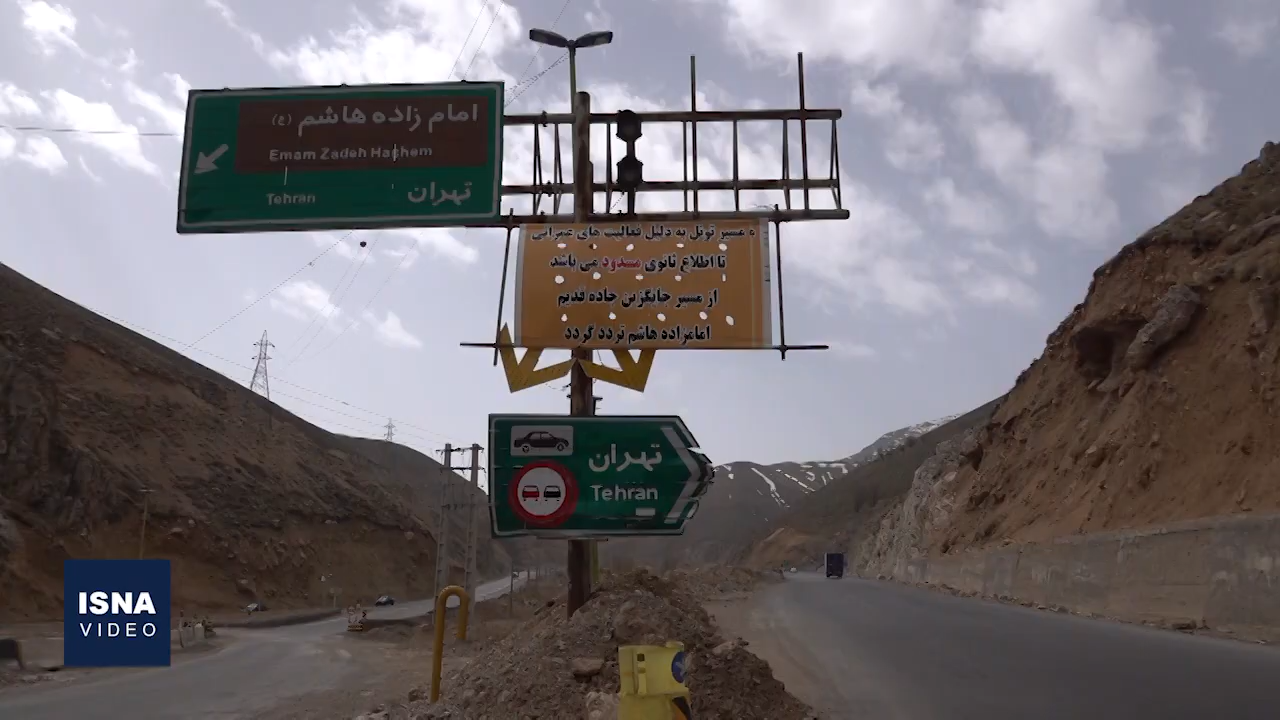 امام زاده هاشم (ع)
Emam Zadeh Hashem
Tehran تهران
مسیر تونل به دلیل فعالیت های عمرانی
تا اطلاع ثانوی مسدود می باشد
از مسیر جایگزین جاده قدیم
امامزاده هاشم تردد گردد
تهران
Tehran
ISNA
VIDEO